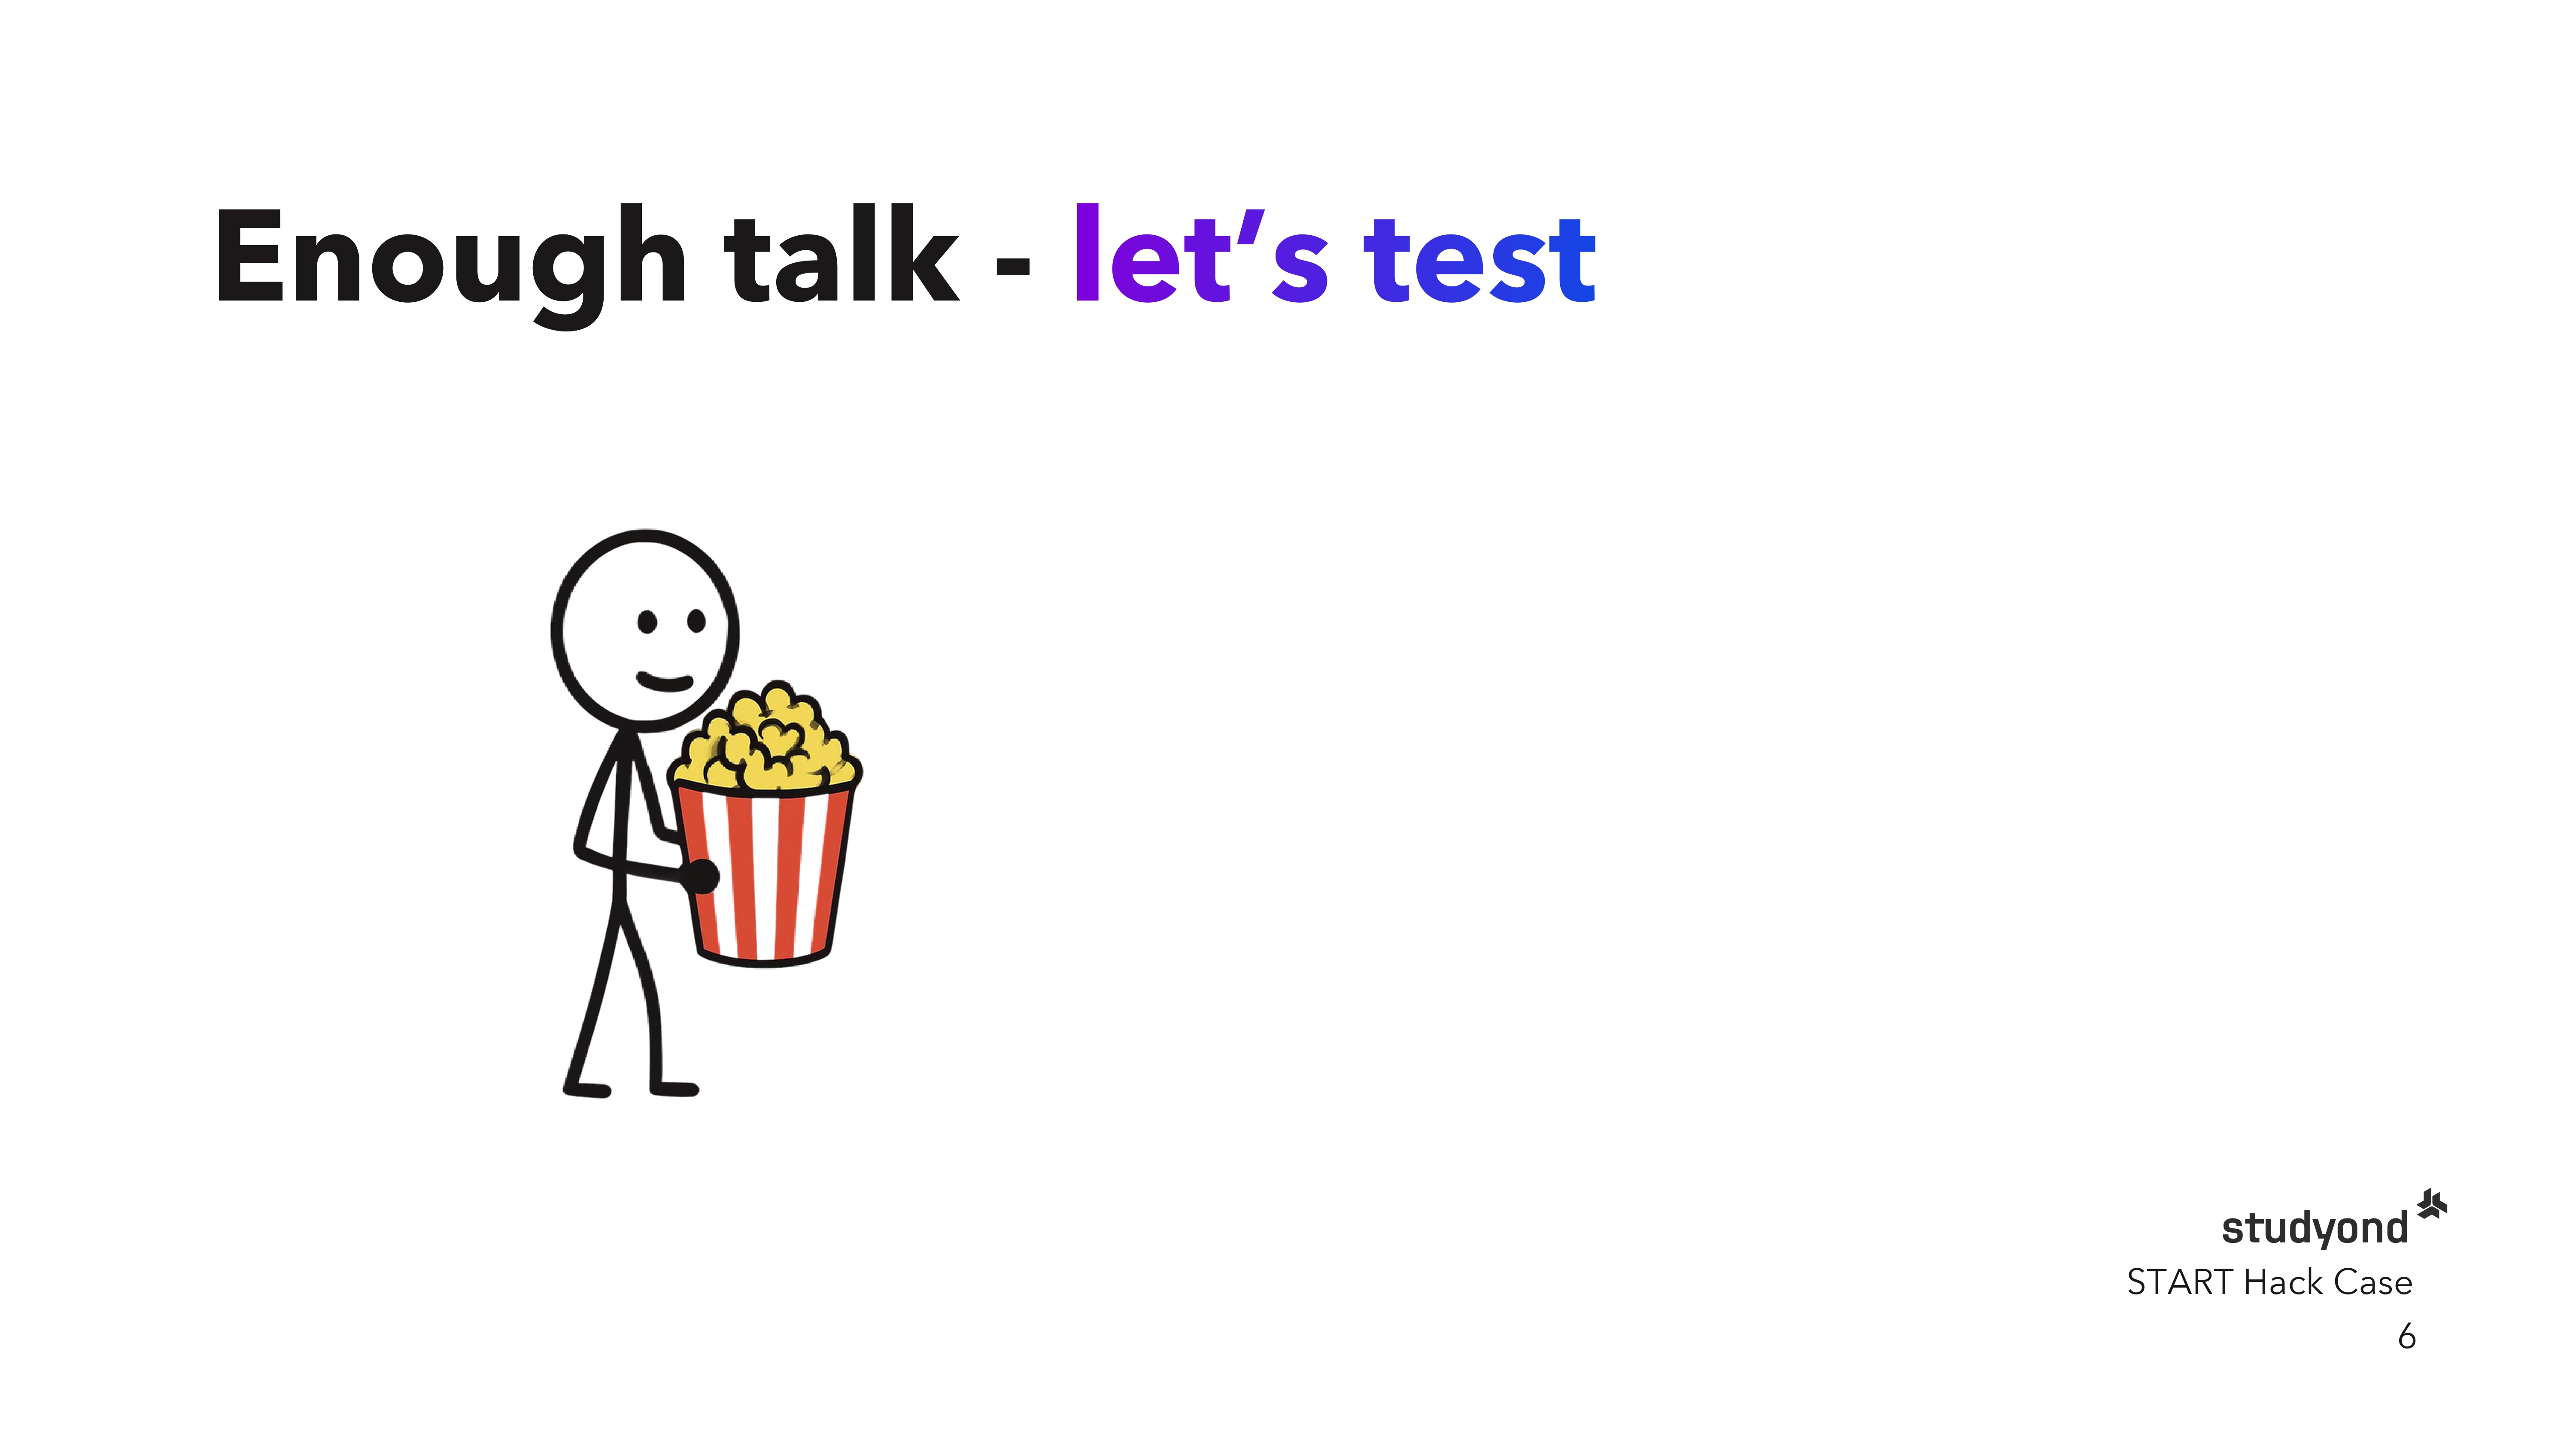 Enough talk - let’s test
studyond
START Hack Case
6